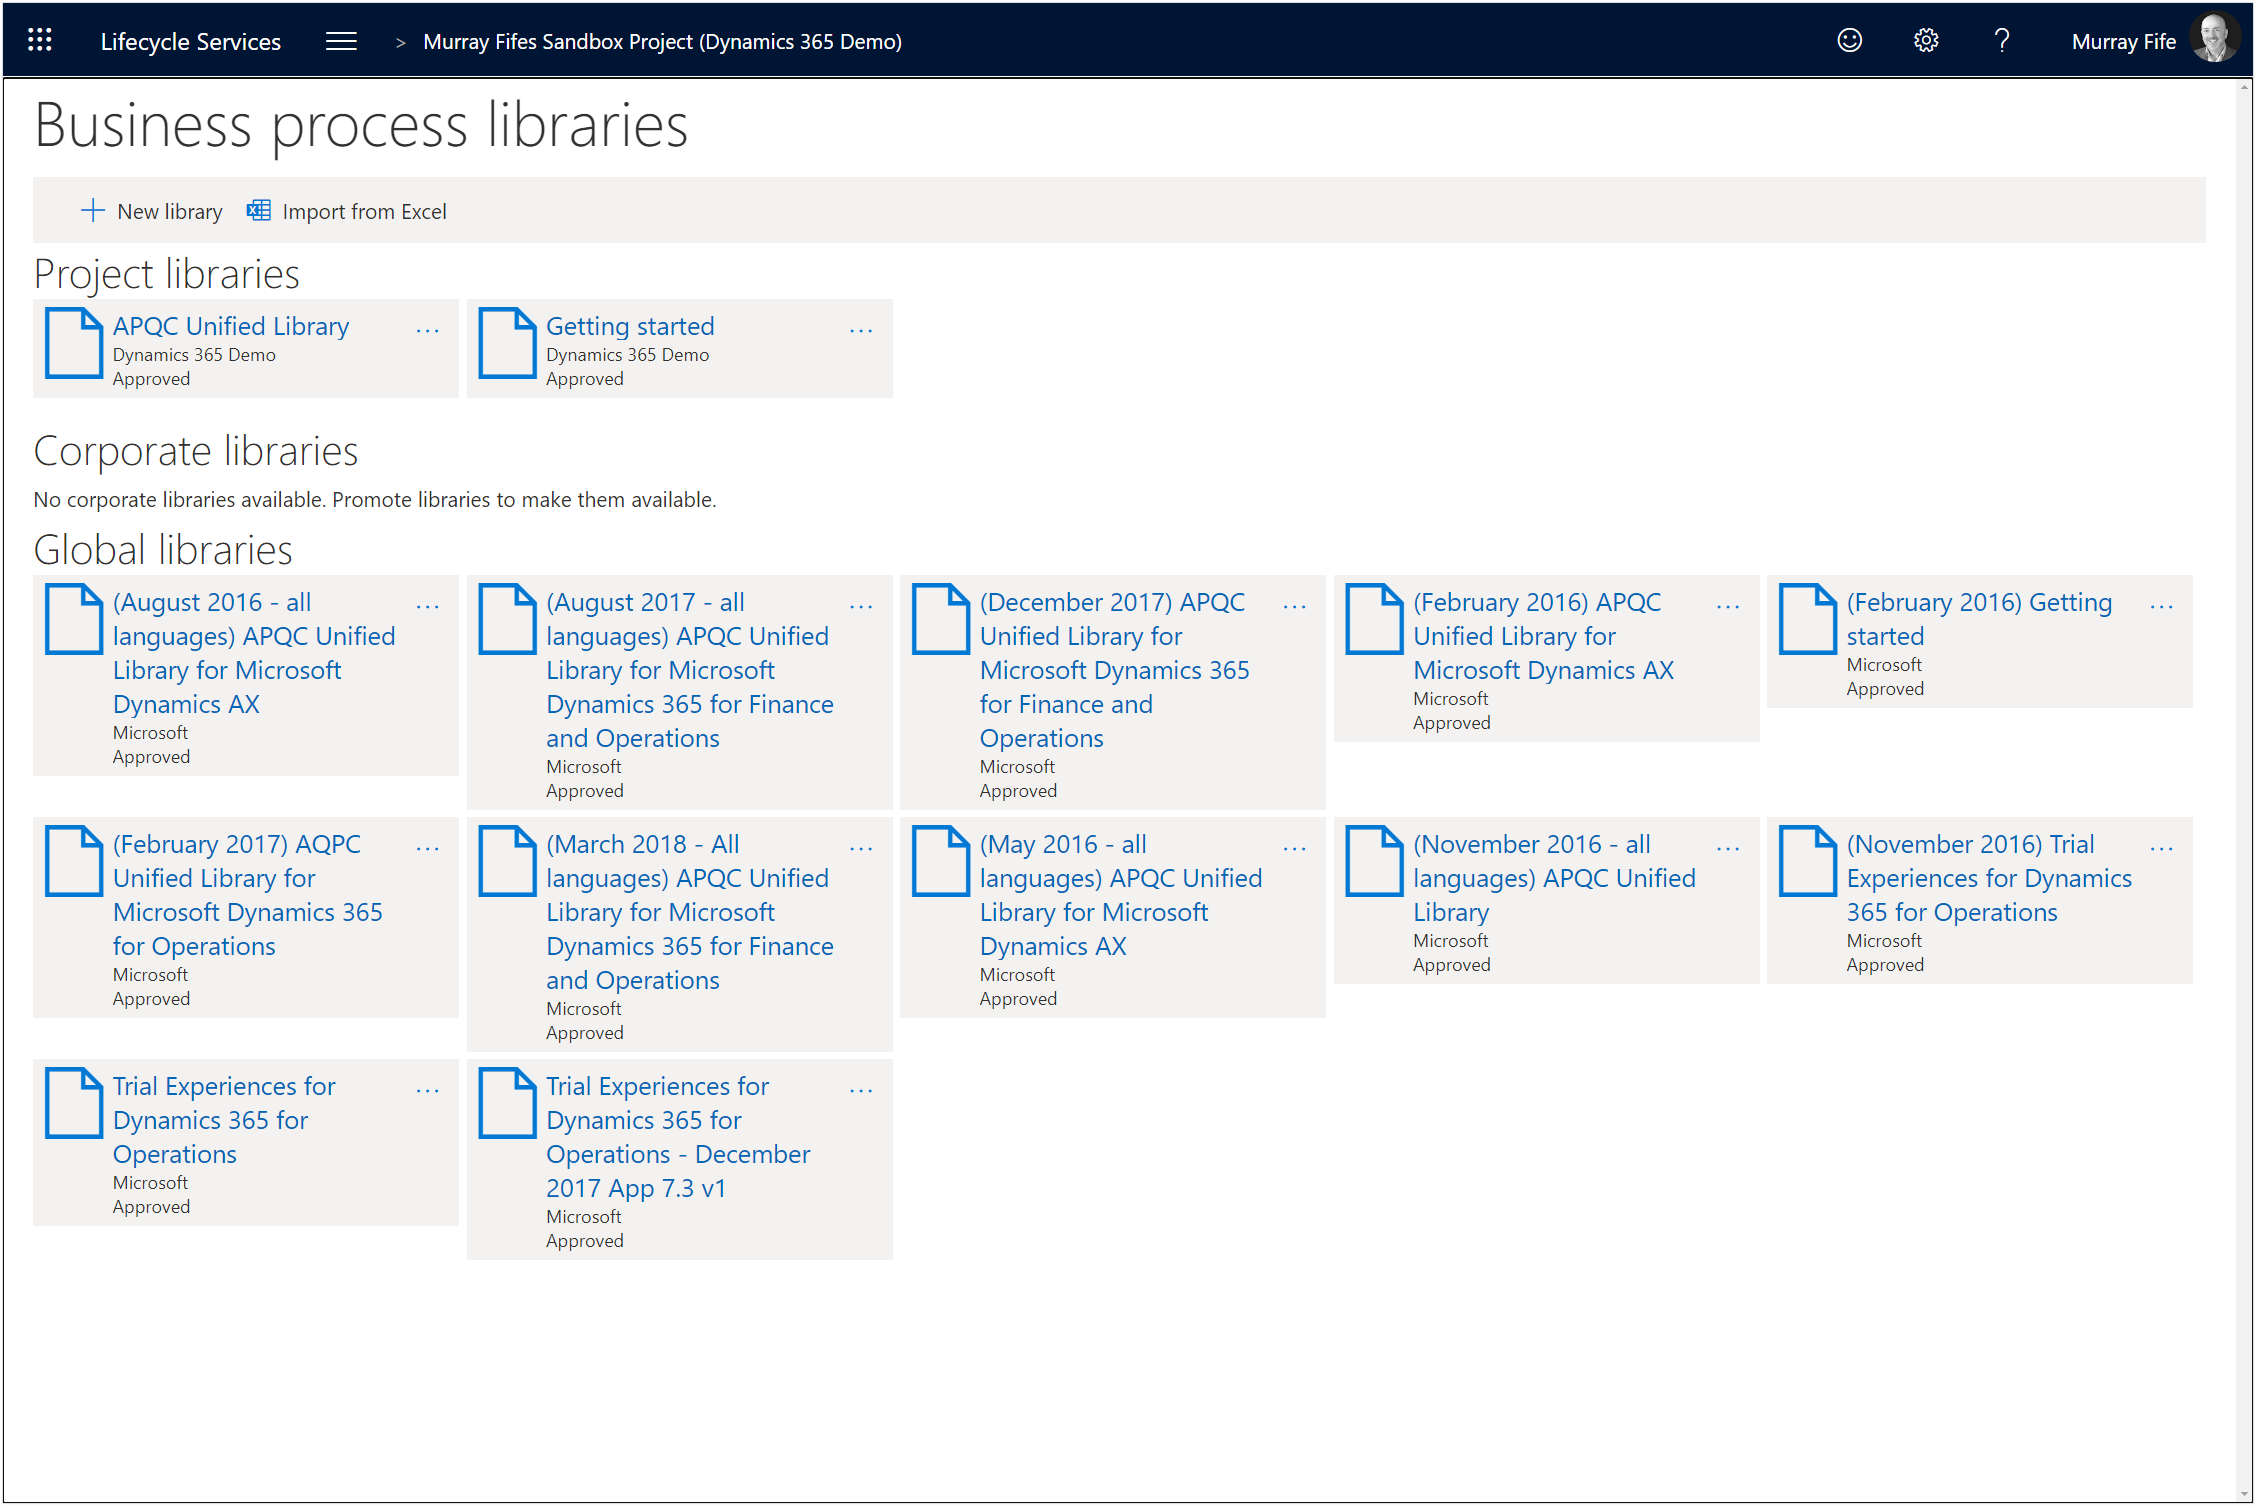 Lifecycle Services > Murray Fifes Sandbox Project (Dynamics 365 Demo) ? Murray Fife
Business process libraries
New library Import from Excel
Project libraries
APQC Unified Library ...
Dynamics 365 Demo
Approved
Getting started ...
Dynamics 365 Demo
Approved
Corporate libraries
No corporate libraries available. Promote libraries to make them available.
Global libraries
(August 2016 - all ...
languages) APQC Unified
Library for Microsoft
Dynamics AX
Microsoft
Approved
(August 2017 - all ...
languages) APQC Unified
Library for Microsoft
Dynamics 365 for Finance
and Operations
Microsoft
Approved
(December 2017) APQC ...
Unified Library for
Microsoft Dynamics 365
for Finance and
Operations
Microsoft
Approved
(February 2016) APQC ...
Unified Library for
Microsoft Dynamics AX
Microsoft
Approved
(February 2016) Getting ...
started
Microsoft
Approved
(February 2017) AQPC ...
Unified Library for
Microsoft Dynamics 365
for Operations
Microsoft
Approved
(March 2018 - All ...
languages) APQC Unified
Library for Microsoft
Dynamics 365 for Finance
and Operations
Microsoft
Approved
(May 2016 - all ...
languages) APQC Unified
Library for Microsoft
Dynamics AX
Microsoft
Approved
(November 2016 - all ...
languages) APQC Unified
Library
Microsoft
Approved
(November 2016) Trial ...
Experiences for Dynamics
365 for Operations
Microsoft
Approved
Trial Experiences for ...
Dynamics 365 for
Operations
Microsoft
Approved
Trial Experiences for ...
Dynamics 365 for
Operations - December
2017 App 7.3 v1
Microsoft
Approved